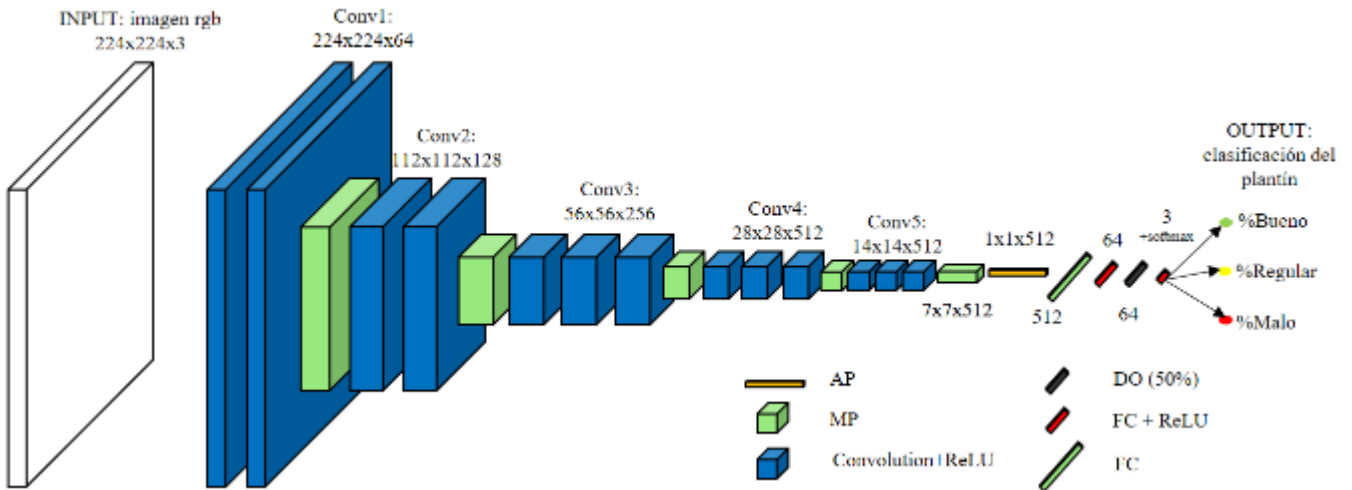 INPUT: imagen rgb
224x224x3
Conv1:
224x224x64
Conv2:
112x112x128
Conv3:
56x56x256
Conv4:
28x28x512
Conv5:
14x14x512
7x7x512
1x1x512
512
64
64
3
+softmax
OUTPUT:
clasificación del
plantín
%Bueno
%Regular
%Malo
AP
MP
Convolution+ReLU
DO (50%)
FC + ReLU
FC